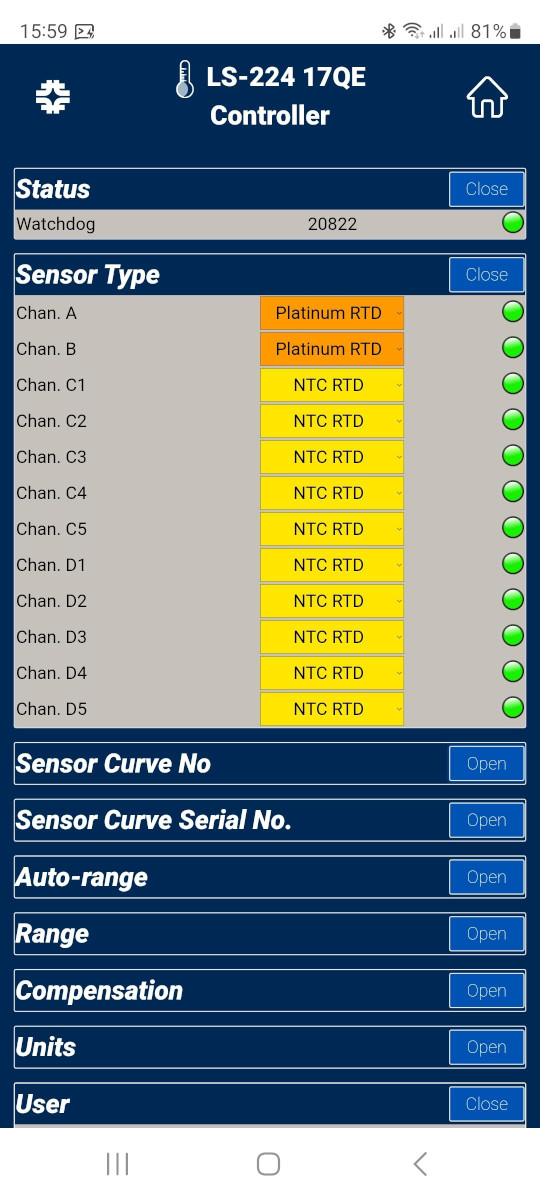 15:59 81%
LS-224 17QE
Controller
Status Close
Watchdog 20822
Sensor Type Close
Chan. A Platinum RTD
Chan. B Platinum RTD
Chan. C1 NTC RTD
Chan. C2 NTC RTD
Chan. C3 NTC RTD
Chan. C4 NTC RTD
Chan. C5 NTC RTD
Chan. D1 NTC RTD
Chan. D2 NTC RTD
Chan. D3 NTC RTD
Chan. D4 NTC RTD
Chan. D5 NTC RTD
Sensor Curve No Open
Sensor Curve Serial No. Open
Auto-range Open
Range Open
Compensation Open
Units Open
User Close